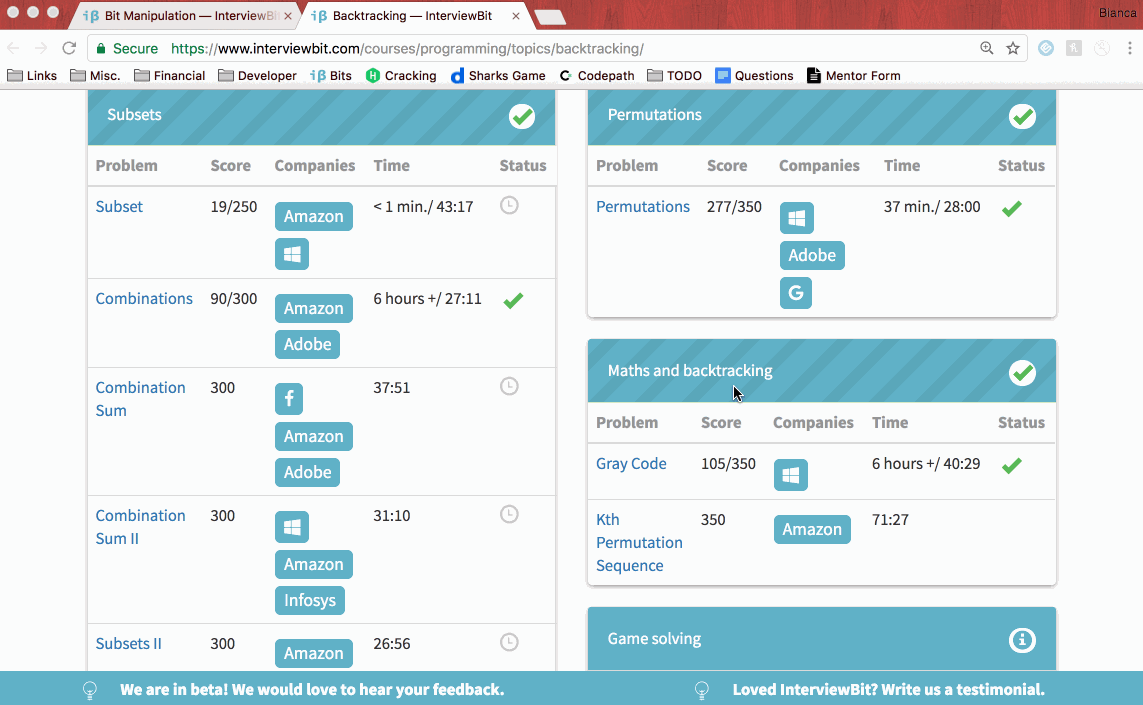 Bit Manipulation — InterviewBi
Backtracking — InterviewBit
Bianca
Secure https://www.interviewbit.com/courses/programming/topics/backtracking/
Links Misc. Financial Developer Bits Cracking Sharks Game Codepath TODO Questions Mentor Form
Subsets
Problem Score Companies Time Status
Subset 19/250 Amazon < 1 min./ 43:17
Combinations 90/300 Amazon 6 hours +/ 27:11
Adobe
Combination 300 f 37:51
Sum
Amazon
Adobe
Combination 300 31:10
Sum II
Amazon
Infosys
Subsets II 300 Amazon 26:56
Permutations
Problem Score Companies Time Status
Permutations 277/350 37 min./ 28:00
Adobe
G
Maths and backtracking
Problem Score Companies Time Status
Gray Code 105/350 6 hours +/ 40:29
Kth 350 Amazon 71:27
Permutation
Sequence
Game solving
We are in beta! We would love to hear your feedback.
Loved InterviewBit? Write us a testimonial.